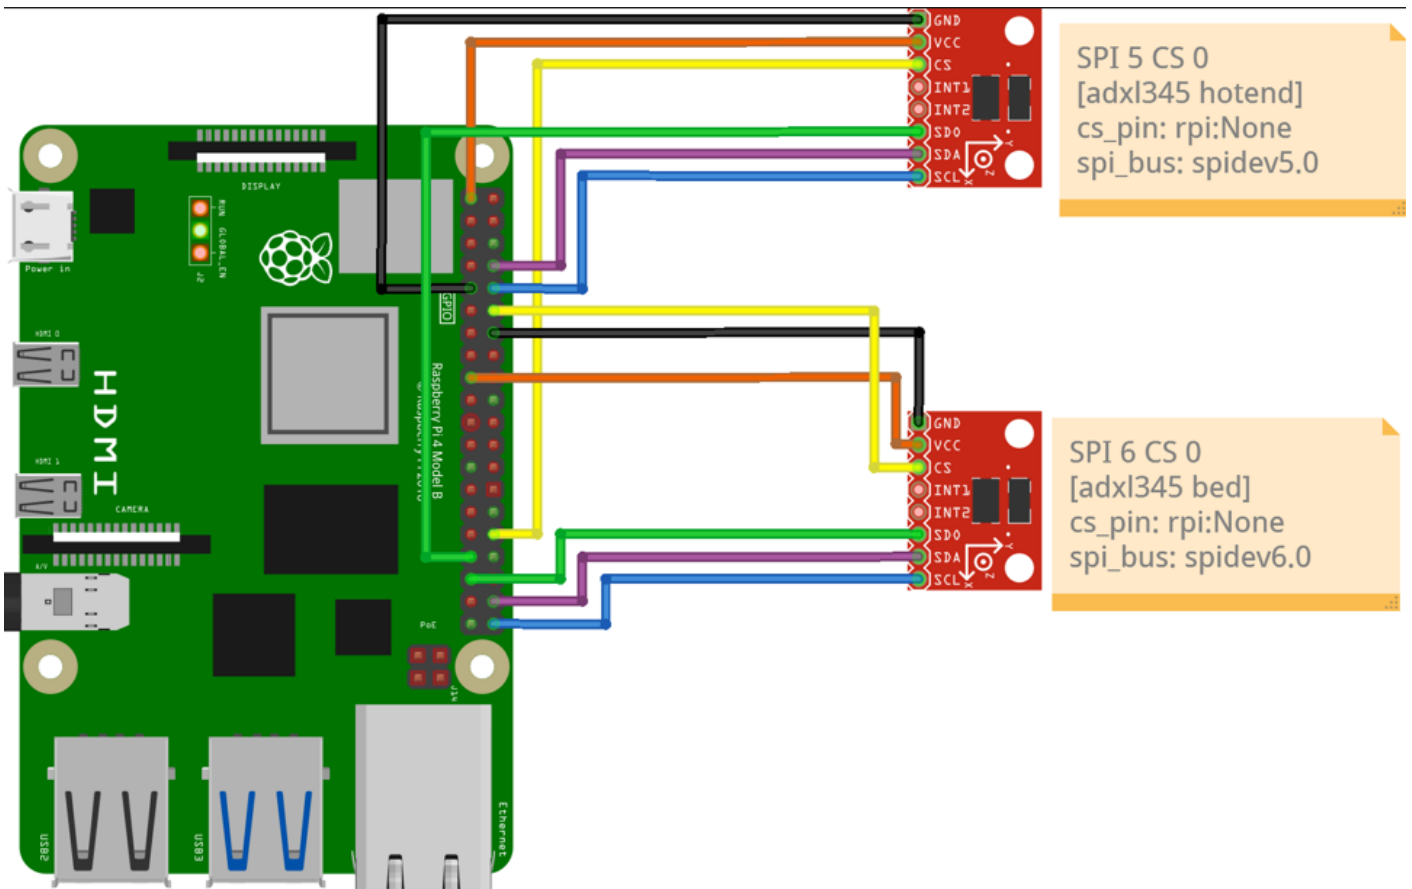 GND
VCC
CS
INT1
INT2
SDO
SDA
SCL
X
Y
Z
SPI 5 CS 0
[adxl345 hotend]
cs_pin: rpi:None
spi_bus: spidev5.0
DISPLAY
RUN
GLOBAL_EN
J2
Power in
GPIO
HDMI 0
HDMI
Raspberry Pi 4 Model B
HDMI 1
CAMERA
A/V
PoE
J14
GND
VCC
CS
INT1
INT2
SDO
SDA
SCL
X
Y
Z
SPI 6 CS 0
[adxl345 bed]
cs_pin: rpi:None
spi_bus: spidev6.0
USB2
USB3
Ethernet